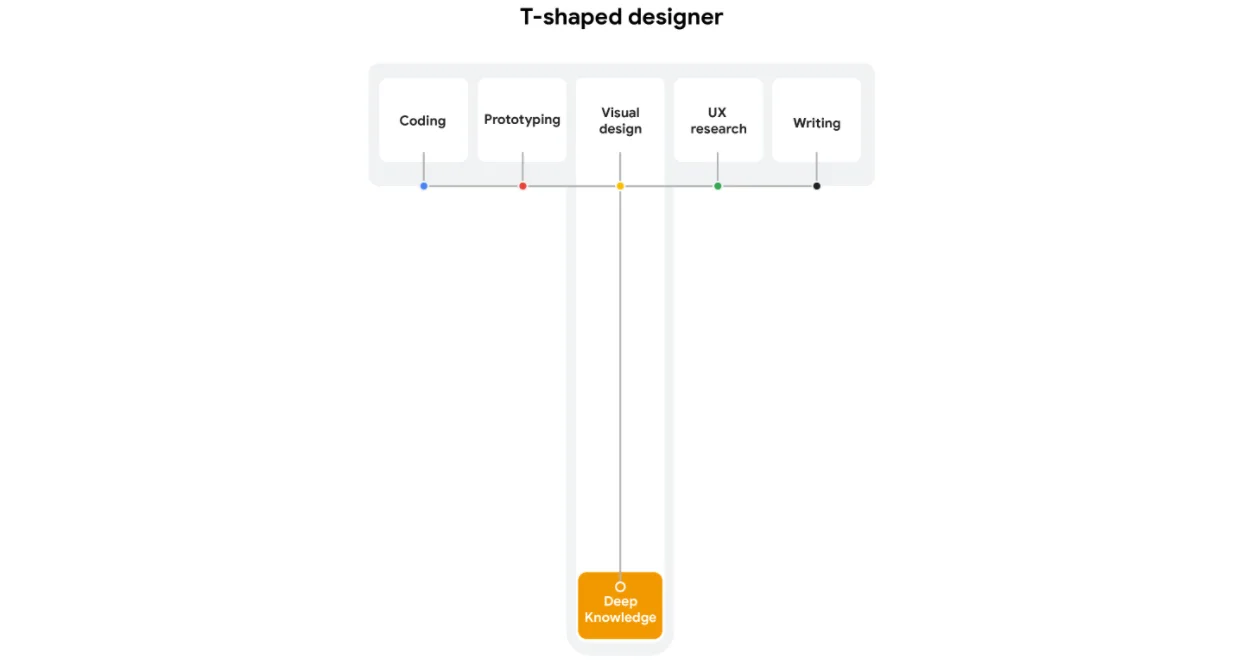 T-shaped designer
Coding
Prototyping
Visual
design
UX
research
Writing
Deep
Knowledge